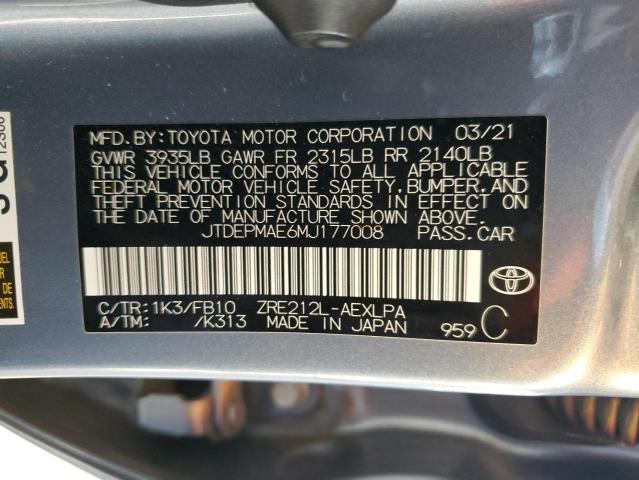 MFD. BY: TOYOTA MOTOR CORPORATION 03/21
GVWR 3935LB GAWR FR 2315LB RR 2140LB
THIS VEHICLE CONFORMS TO ALL APPLICABLE
FEDERAL MOTOR VEHICLE SAFETY, BUMPER, AND
THEFT PREVENTION STANDARDS IN EFFECT ON
THE DATE OF MANUFACTURE SHOWN ABOVE.
JTDEPMAE6MJ177008 PASS. CAR
C/TR: 1K3/FB10 ZRE212L-AEXLPA
A/TM: /K313 MADE IN JAPAN 959 C